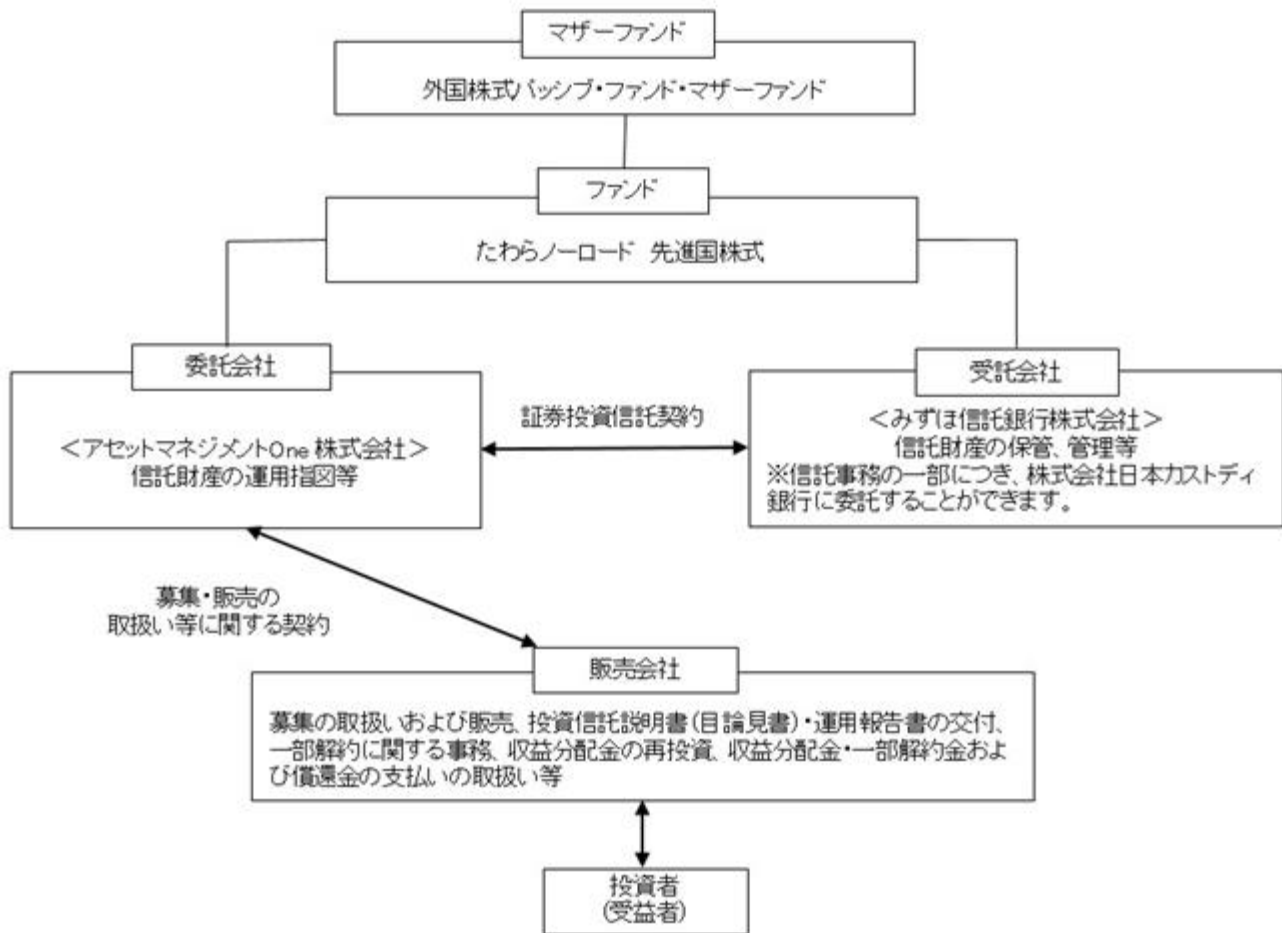 マザーファンド
外国株式パッシブ・ファンド・マザーファンド
ファンド
たわらノーロード 先進国株式
委託会社
<アセットマネジメントOne 株式会社>
信託財産の運用指図等
証券投資信託契約
受託会社
<みずほ信託銀行株式会社>
信託財産の保管、管理等
※信託事務の一部につき、株式会社日本カストディ
銀行に委託することができます。
募集・販売の
取扱い等に関する契約
販売会社
募集の取扱いおよび販売、投資信託説明書(目論見書)・運用報告書の交付、
一部解約に関する事務、収益分配金の再投資、収益分配金・一部解約金およ
び償還金の支払いの取扱い等
投資者
(受益者)